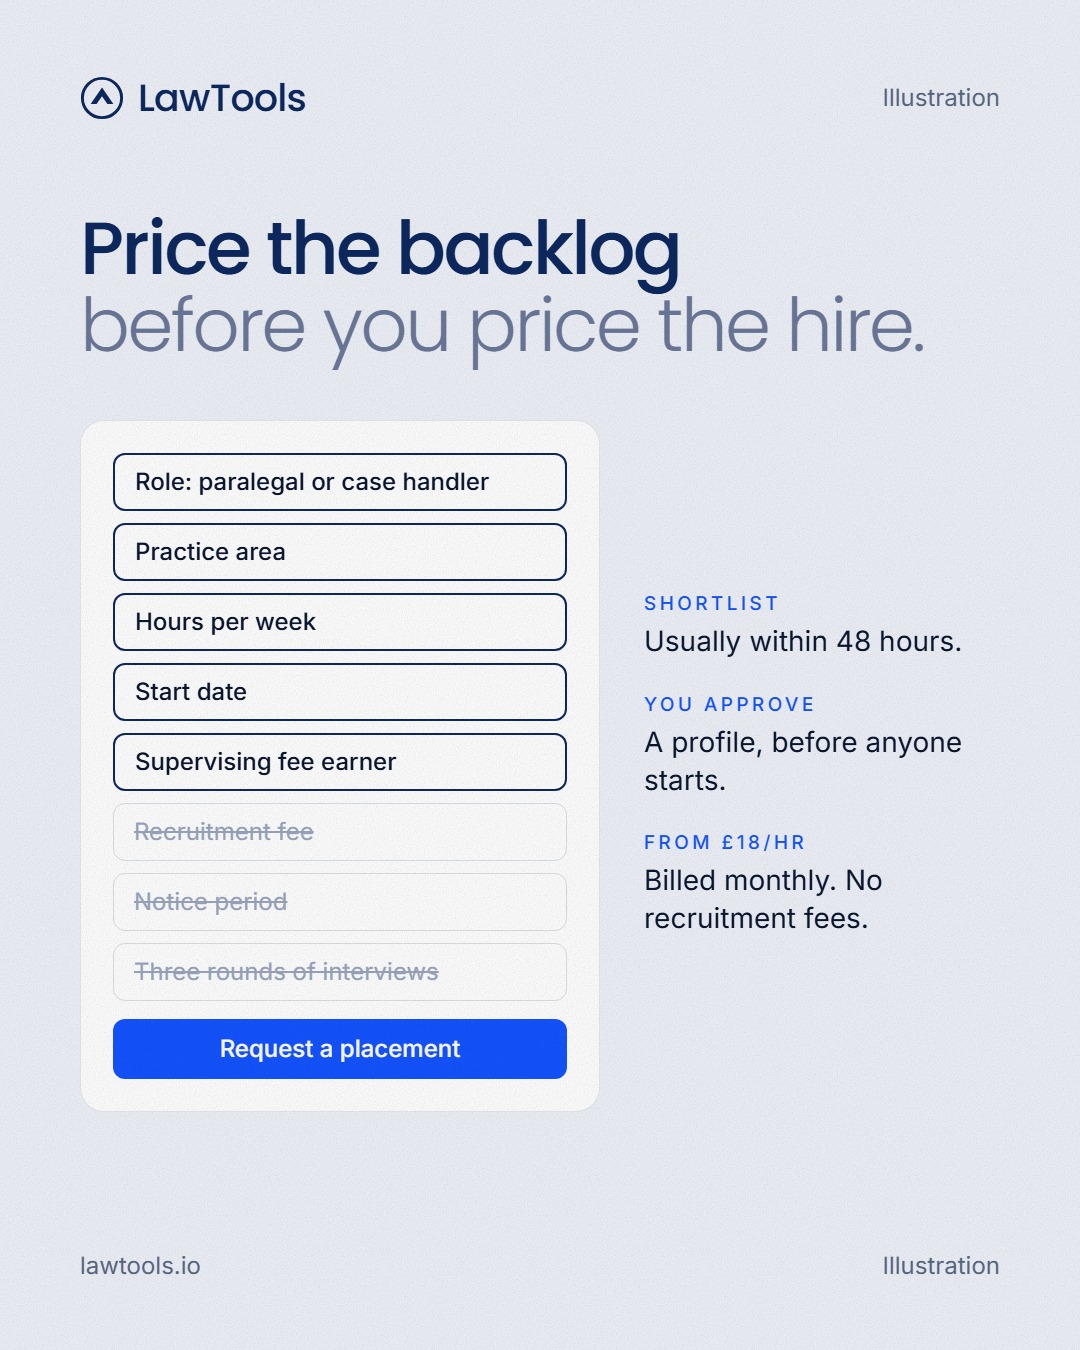 LawTools
Illustration
Price the backlog
before you price the hire.
Role: paralegal or case handler
Practice area
Hours per week
Start date
Supervising fee earner
Recruitment fee
Notice period
Three rounds of interviews
Request a placement
SHORTLIST
Usually within 48 hours.
YOU APPROVE
A profile, before anyone
starts.
FROM £18/HR
Billed monthly. No
recruitment fees.
lawtools.io
Illustration